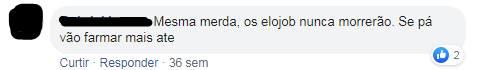 Mesma merda, os elojob nunca morrerão. Se pá
vão farmar mais ate
2
Curtir · Responder · 36 sem